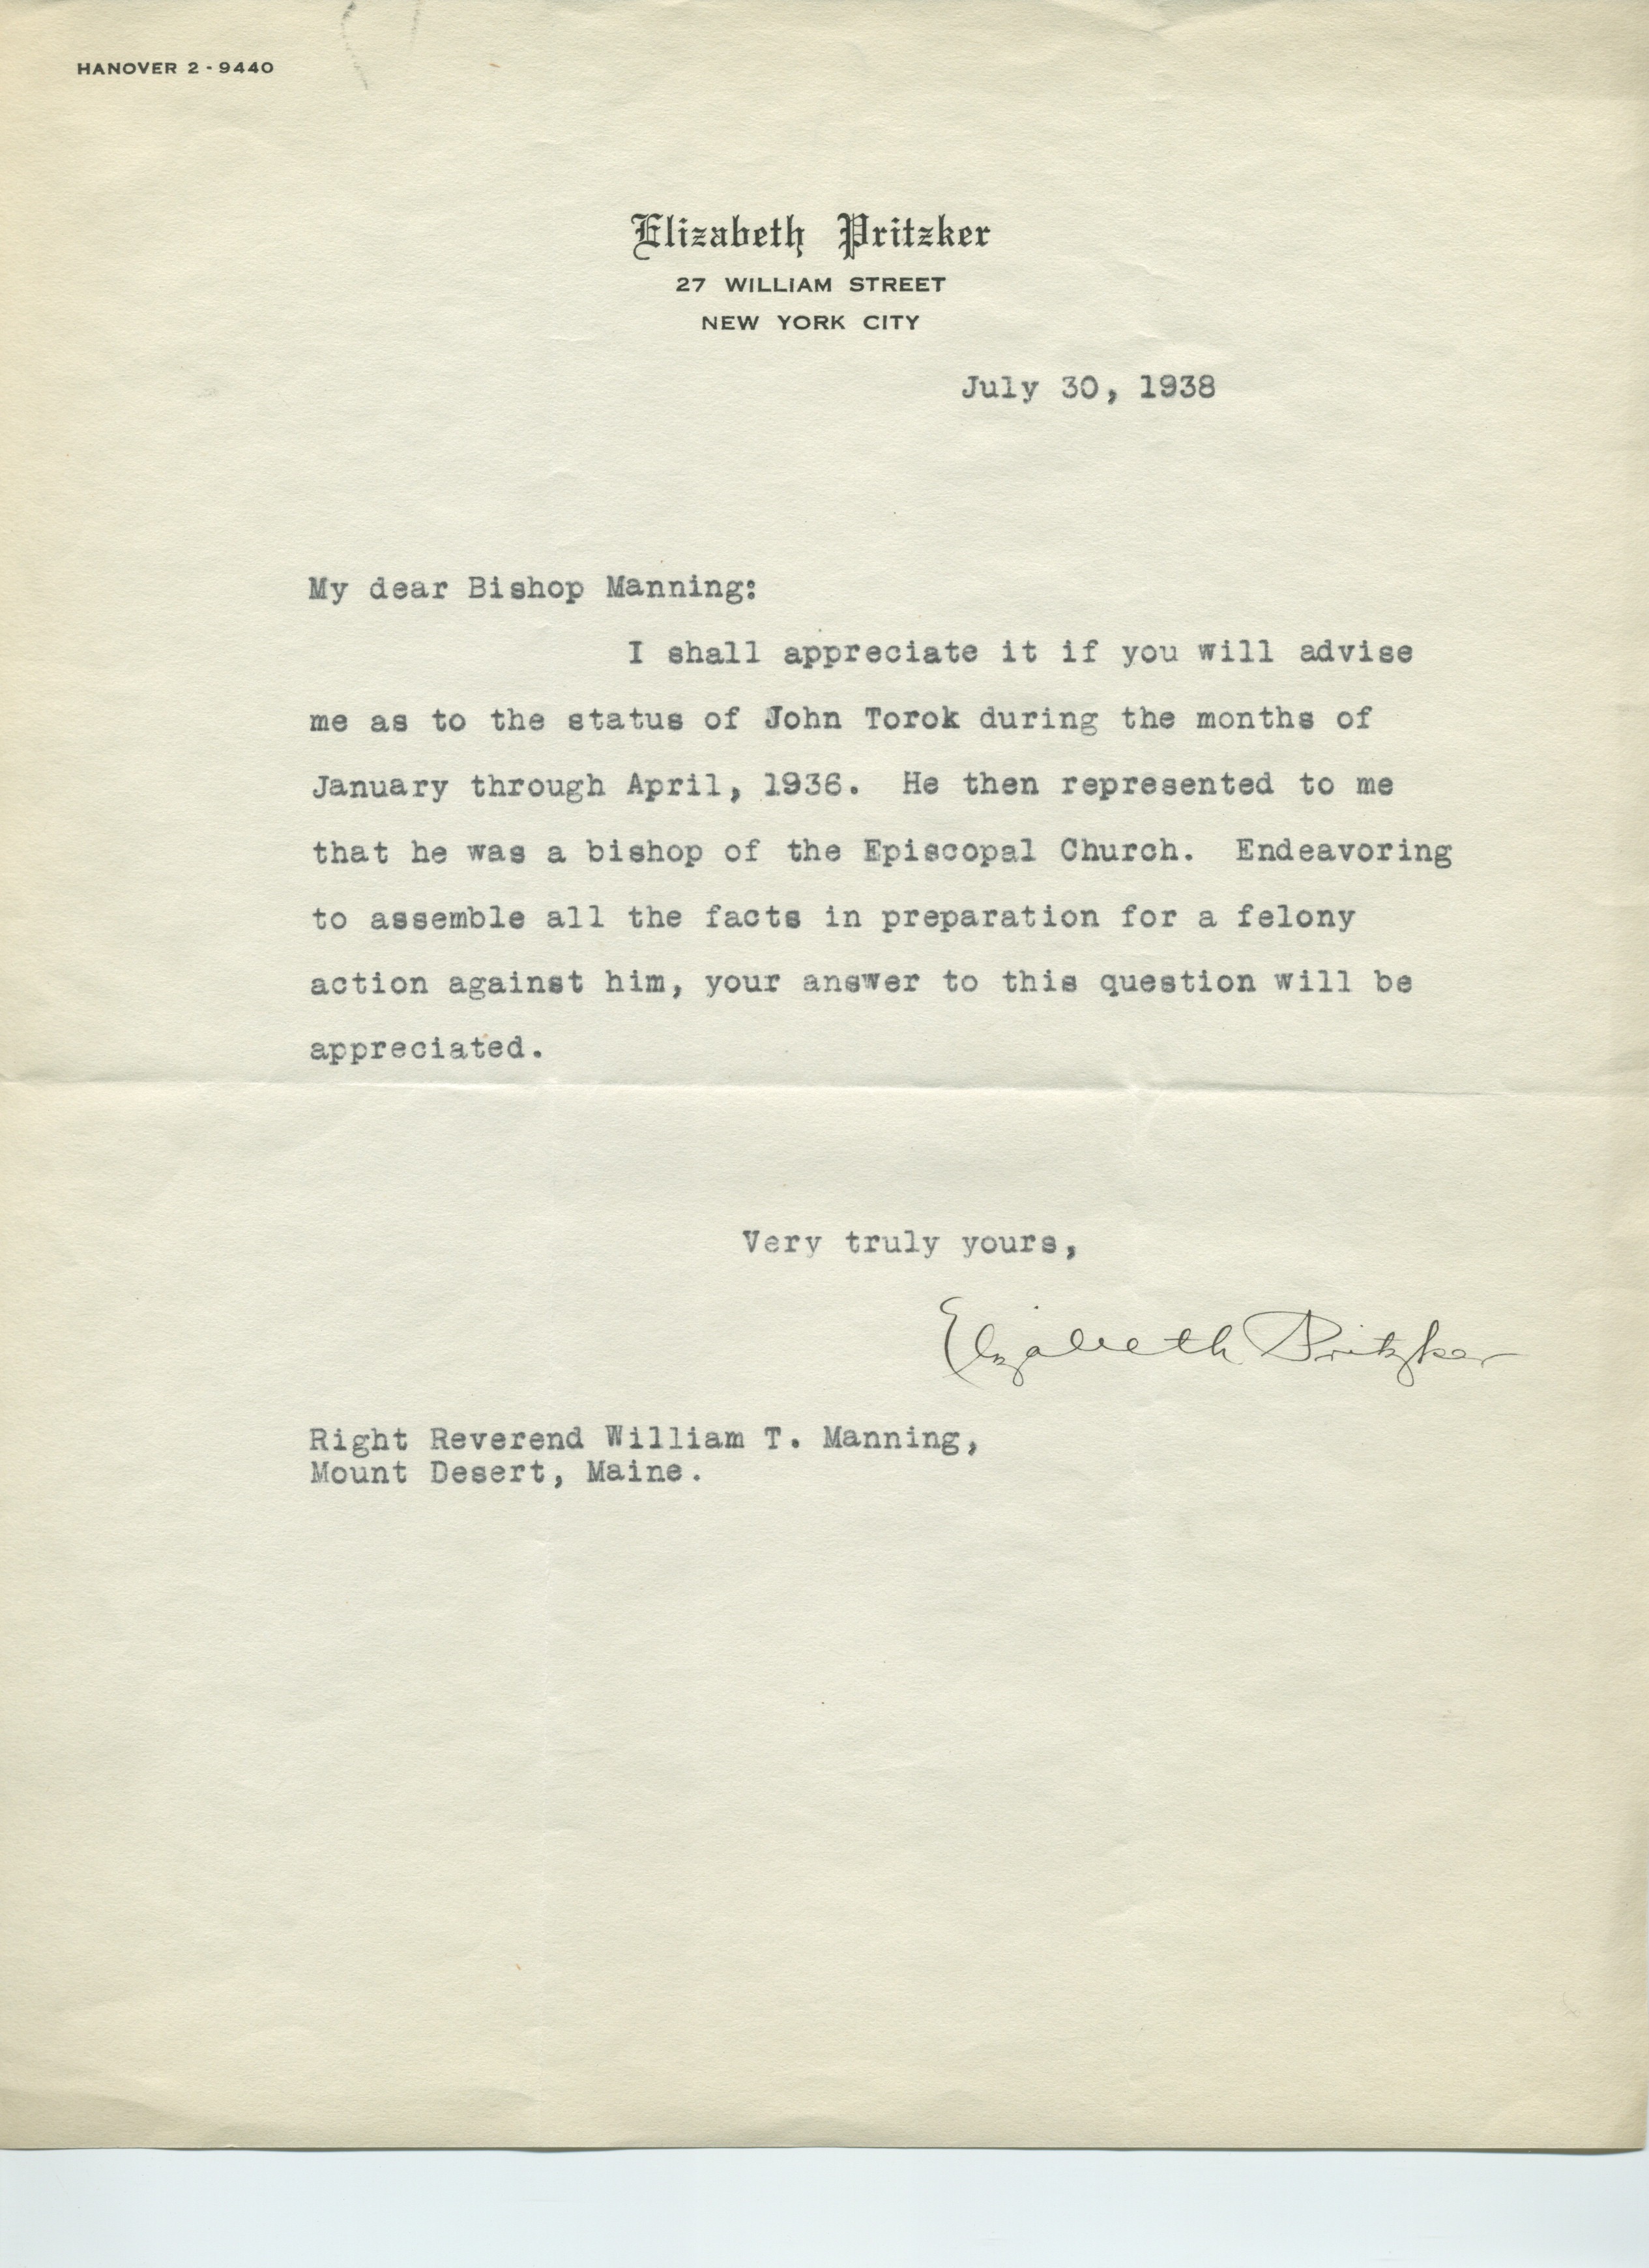 HANOVER 2-9440
Elizabeth Pritzker
27 WILLIAM STREET
NEW YORK CITY
July 30, 1938
My dear Bishop Manning:
I shall appreciate it if you will advise
me as to the status of John Torok during the months of
January through April, 1936. He then represented to me
that he was a bishop of the Episcopal Church. Endeavoring
to assemble all the facts in preparation for a felony
action against him, your answer to this question will be
appreciated.
Very truly yours,
Elizabeth Pritzker
Right Reverend William T. Manning,
Mount Desert, Maine.